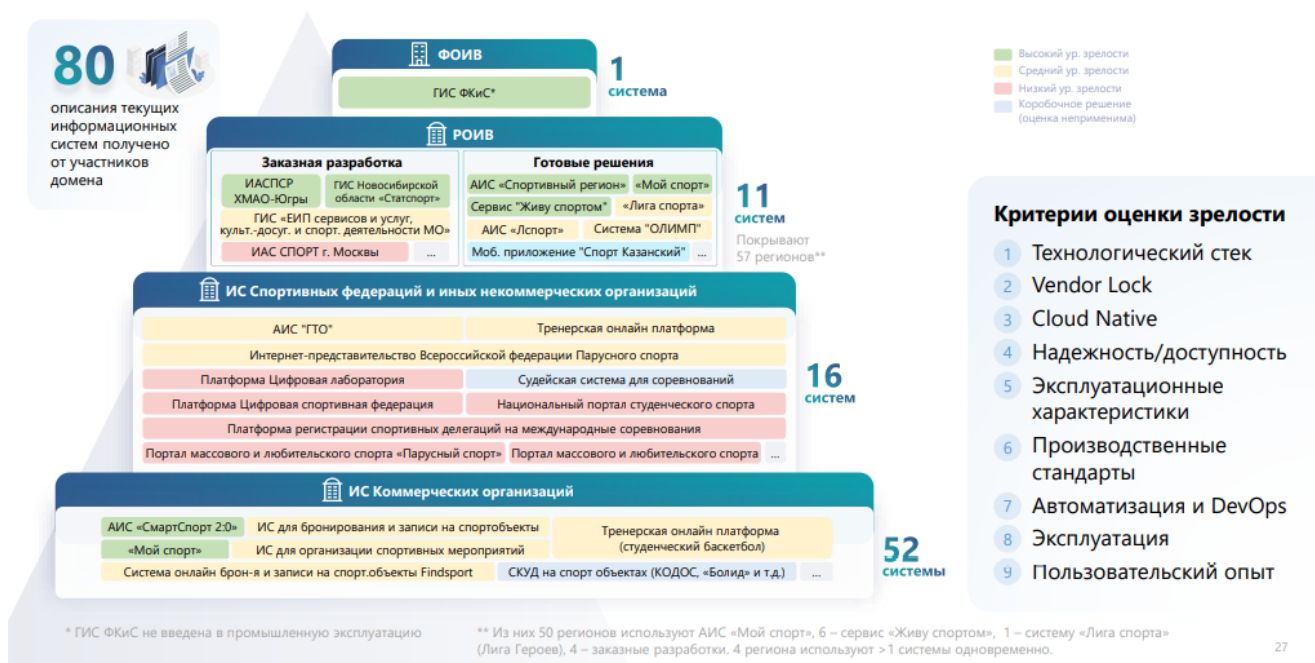 80
описания текущих
информационных
систем получено
от участников
домена
ФОИВ
ГИС ФКиС*
1
система
РОИВ
Заказная разработка
ИАСПСР
ХМАО-Югры
ГИС Новосибирской
области «Статспорт»
ГИС «ЕИП сервисов и услуг,
культ.-досуг. и спорт. деятельности МО»
ИАС СПОРТ г. Москвы
...
Готовые решения
АИС «Спортивный регион»
«Мой спорт»
Сервис "Живу спортом"
«Лига спорта»
АИС «Лспорт»
Система "ОЛИМП"
Моб. приложение "Спорт Казанский"
...
11
систем
Покрывают
57 регионов**
ИС Спортивных федераций и иных некоммерческих организаций
АИС "ГТО"
Тренерская онлайн платформа
Интернет-представительство Всероссийской федерации Парусного спорта
Платформа Цифровая лаборатория
Судейская система для соревнований
Платформа Цифровая спортивная федерация
Национальный портал студенческого спорта
Платформа регистрации спортивных делегаций на международные соревнования
Портал массового и любительского спорта «Парусный спорт»
Портал массового и любительского спорта
...
16
систем
ИС Коммерческих организаций
АИС «СмартСпорт 2:0»
ИС для бронирования и записи на спортобъекты
Тренерская онлайн платформа
(студенческий баскетбол)
«Мой спорт»
ИС для организации спортивных мероприятий
Система онлайн брон-я и записи на спорт.объекты Findsport
СКУД на спорт объектах (КОДОС, «Болид» и т.д.)
...
52
системы
Высокий ур. зрелости
Средний ур. зрелости
Низкий ур. зрелости
Коробочное решение
(оценка неприменима)
Критерии оценки зрелости
1 Технологический стек
2 Vendor Lock
3 Cloud Native
4 Надежность/доступность
5 Эксплуатационные
характеристики
6 Производственные
стандарты
7 Автоматизация и DevOps
8 Эксплуатация
9 Пользовательский опыт
* ГИС ФКиС не введена в промышленную эксплуатацию
** Из них 50 регионов используют АИС «Мой спорт», 6 – сервис «Живу спортом», 1 – систему «Лига спорта»
(Лига Героев), 4 – заказные разработки. 4 региона используют >1 системы одновременно.
27